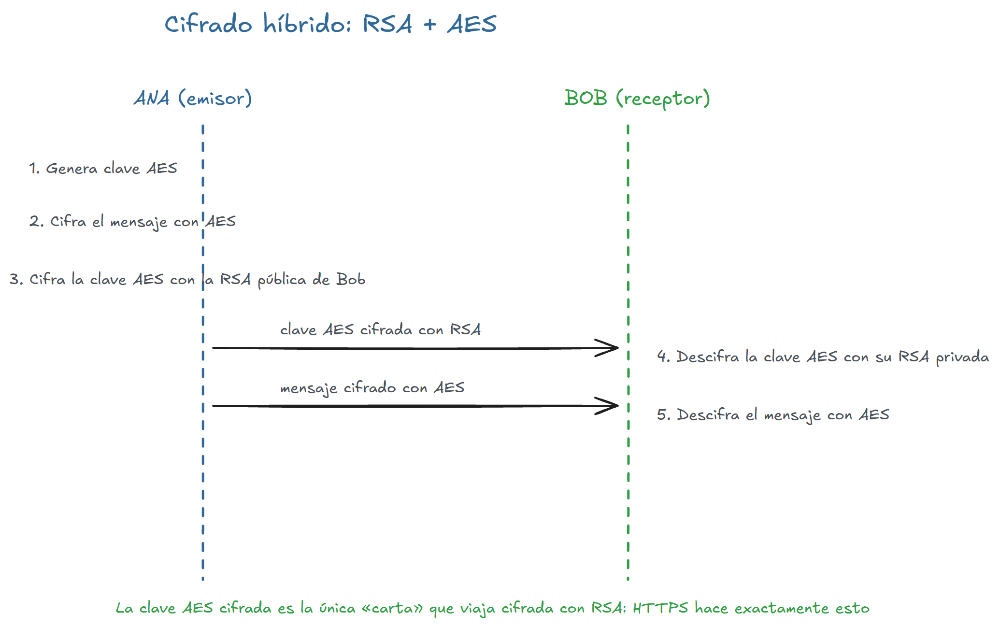 Cifrado híbrido: RSA + AES
ANA (emisor)
BOB (receptor)
1. Genera clave AES
2. Cifra el mensaje con AES
3. Cifra la clave AES con la RSA pública de Bob
clave AES cifrada con RSA
4. Descifra la clave AES con su RSA privada
mensaje cifrado con AES
5. Descifra el mensaje con AES
La clave AES cifrada es la única «carta» que viaja cifrada con RSA: HTTPS hace exactamente esto